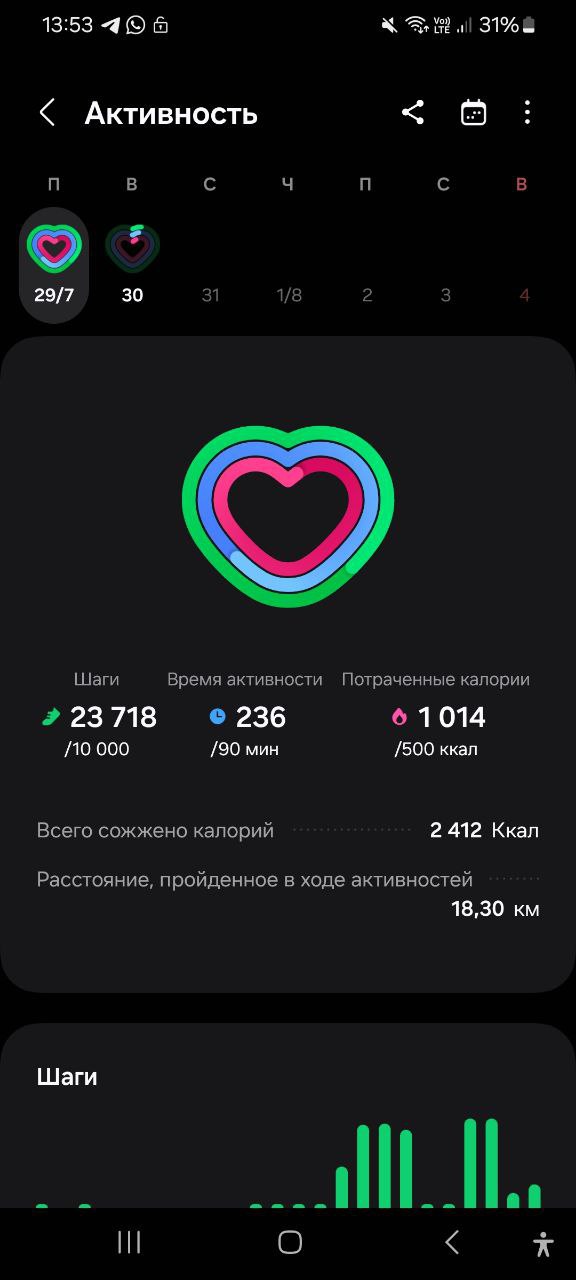 13:53 Vo)) LTE 31%
Активность
П В С Ч П С В
29/7 30 31 1/8 2 3 4
Шаги Время активности Потраченные калории
23 718 236 1 014
/10 000 /90 мин /500 ккал
Всего сожжено калорий 2 412 Ккал
Расстояние, пройденное в ходе активностей
18,30 км
Шаги